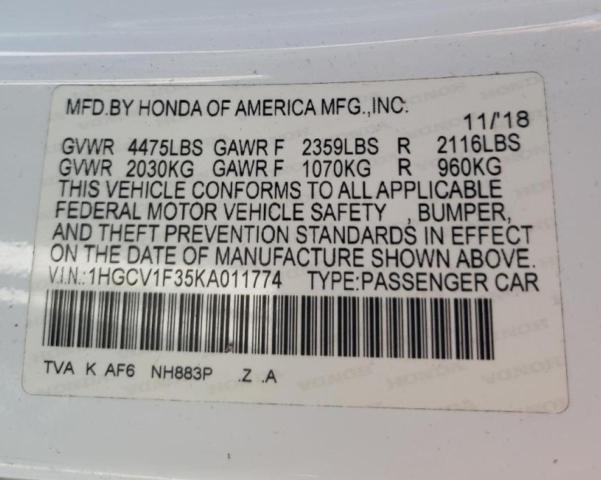 MFD.BY HONDA OF AMERICA MFG.,INC. 11/'18
GVWR 4475LBS GAWR F 2359LBS R 2116LBS
GVWR 2030KG GAWR F 1070KG R 960KG
THIS VEHICLE CONFORMS TO ALL APPLICABLE
FEDERAL MOTOR VEHICLE SAFETY , BUMPER,
AND THEFT PREVENTION STANDARDS IN EFFECT
ON THE DATE OF MANUFACTURE SHOWN ABOVE.
V.I.N.:1HGCV1F35KA011774 TYPE:PASSENGER CAR
TVA K AF6 NH883P .Z .A